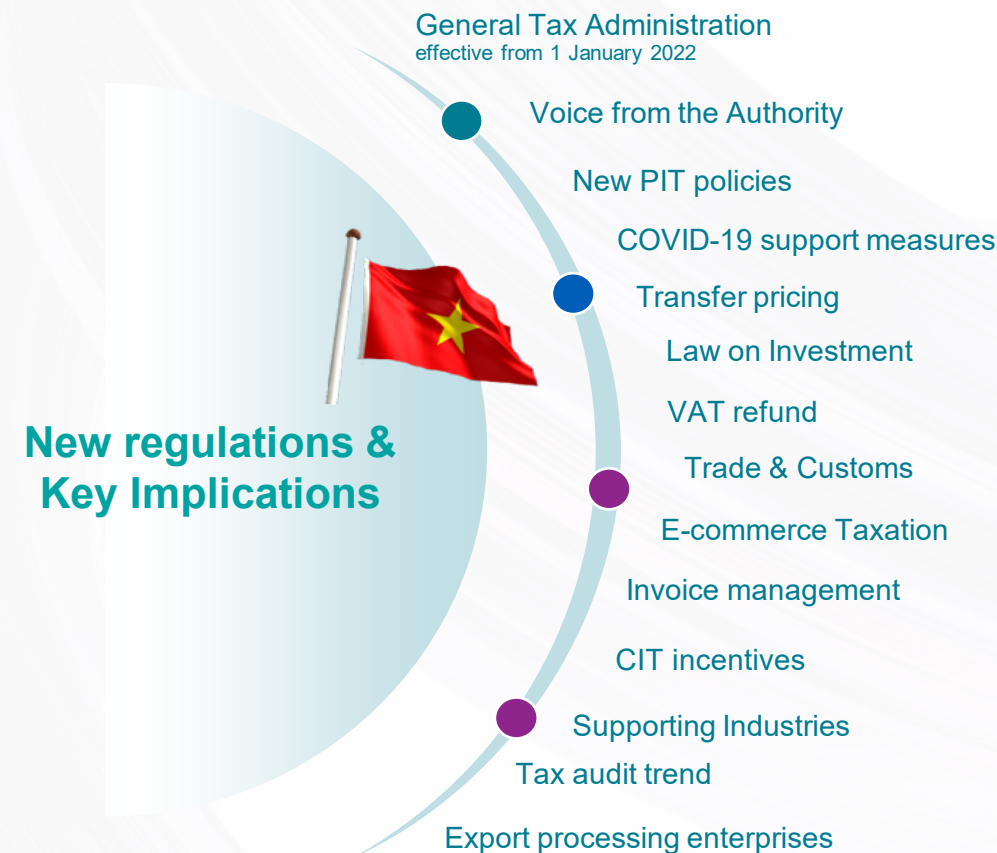 General Tax Administration
effective from 1 January 2022
Voice from the Authority
New PIT policies
COVID-19 support measures
Transfer pricing
Law on Investment
VAT refund
New regulations &
Key Implications
Trade & Customs
E-commerce Taxation
Invoice management
CIT incentives
Supporting Industries
Tax audit trend
Export processing enterprises